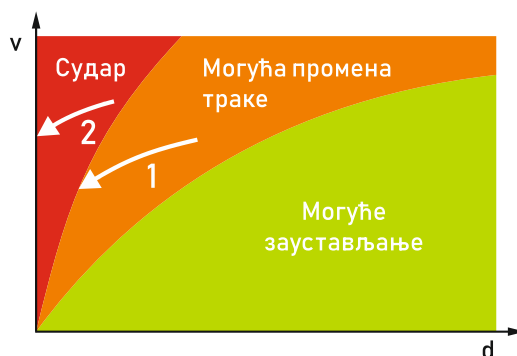 v
Судар
Могућа промена
траке
2
1
Могуће
заустављање
d